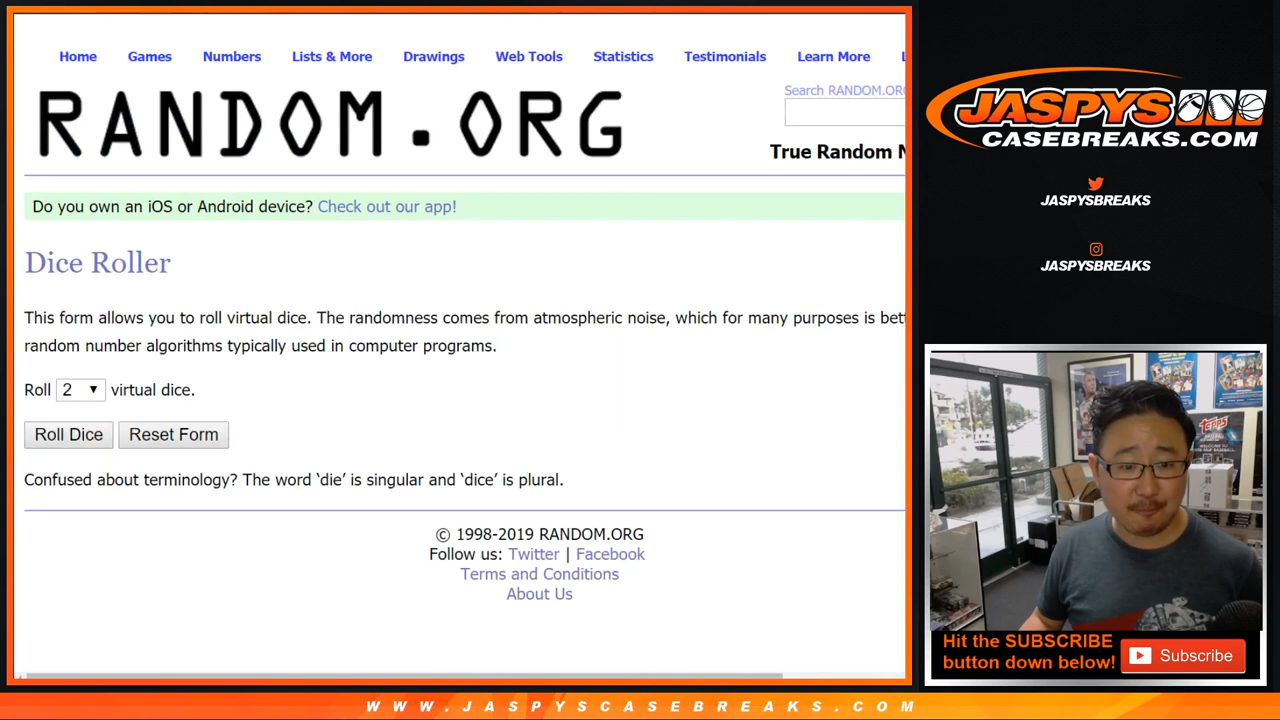 Home Games Numbers Lists & More Drawings Web Tools Statistics Testimonials Learn More
RANDOM.ORG
Search RANDOM.ORG
True Random N
Do you own an iOS or Android device? Check out our app!
Dice Roller
This form allows you to roll virtual dice. The randomness comes from atmospheric noise, which for many purposes is bett
random number algorithms typically used in computer programs.
Roll 2 virtual dice.
Roll Dice Reset Form
Confused about terminology? The word ‘die’ is singular and ‘dice’ is plural.
© 1998-2019 RANDOM.ORG
Follow us: Twitter | Facebook
Terms and Conditions
About Us
JASPYS
CASEBREAKS.COM
JASPYSBREAKS
JASPYSBREAKS
TOPPS
Hit the SUBSCRIBE
button down below!
Subscribe
WWW.JASPYSCASEBREAKS.COM